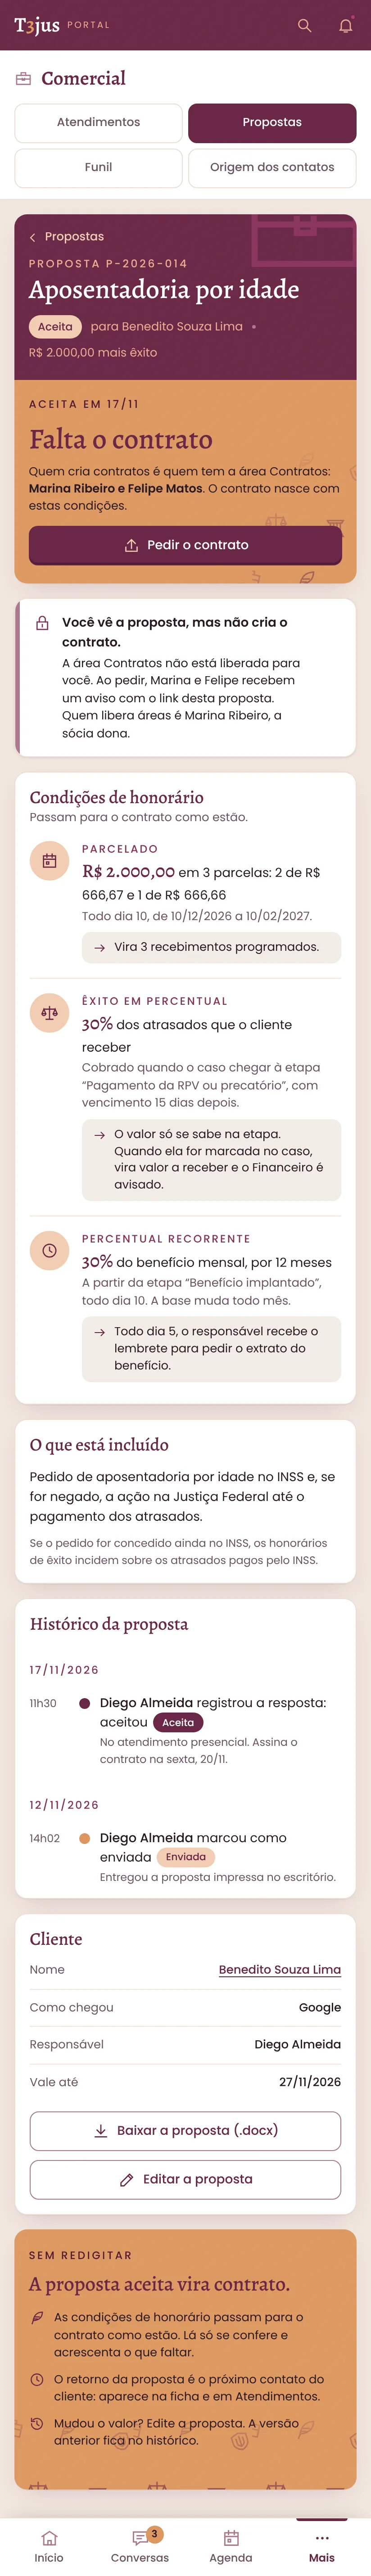 T3jus PORTAL
Comercial
Atendimentos
Propostas
Funil
Origem dos contatos
Propostas
PROPOSTA P-2026-014
Aposentadoria por idade
Aceita para Benedito Souza Lima •
R$ 2.000,00 mais êxito
ACEITA EM 17/11
Falta o contrato
Quem cria contratos é quem tem a área Contratos:
Marina Ribeiro e Felipe Matos. O contrato nasce com
estas condições.
Pedir o contrato
Você vê a proposta, mas não cria o
contrato.
A área Contratos não está liberada para
você. Ao pedir, Marina e Felipe recebem
um aviso com o link desta proposta.
Quem libera áreas é Marina Ribeiro, a
sócia dona.
Condições de honorário
Passam para o contrato como estão.
PARCELADO
R$ 2.000,00 em 3 parcelas: 2 de R$
666,67 e 1 de R$ 666,66
Todo dia 10, de 10/12/2026 a 10/02/2027.
→ Vira 3 recebimentos programados.
ÊXITO EM PERCENTUAL
30% dos atrasados que o cliente
receber
Cobrado quando o caso chegar à etapa
“Pagamento da RPV ou precatório”, com
vencimento 15 dias depois.
→ O valor só se sabe na etapa.
Quando ela for marcada no caso,
vira valor a receber e o Financeiro é
avisado.
PERCENTUAL RECORRENTE
30% do benefício mensal, por 12 meses
A partir da etapa “Benefício implantado”,
todo dia 10. A base muda todo mês.
→ Todo dia 5, o responsável recebe o
lembrete para pedir o extrato do
benefício.
O que está incluído
Pedido de aposentadoria por idade no INSS e, se
for negado, a ação na Justiça Federal até o
pagamento dos atrasados.
Se o pedido for concedido ainda no INSS, os honorários
de êxito incidem sobre os atrasados pagos pelo INSS.
Histórico da proposta
17/11/2026
11h30 Diego Almeida registrou a resposta:
aceitou Aceita
No atendimento presencial. Assina o
contrato na sexta, 20/11.
12/11/2026
14h02 Diego Almeida marcou como
enviada Enviada
Entregou a proposta impressa no escritório.
Cliente
Nome Benedito Souza Lima
Como chegou Google
Responsável Diego Almeida
Vale até 27/11/2026
Baixar a proposta (.docx)
Editar a proposta
SEM REDIGITAR
A proposta aceita vira contrato.
As condições de honorário passam para o
contrato como estão. Lá só se confere e
acrescenta o que faltar.
O retorno da proposta é o próximo contato do
cliente: aparece na ficha e em Atendimentos.
Mudou o valor? Edite a proposta. A versão
anterior fica no histórico.
3
Início
Conversas
Agenda
Mais